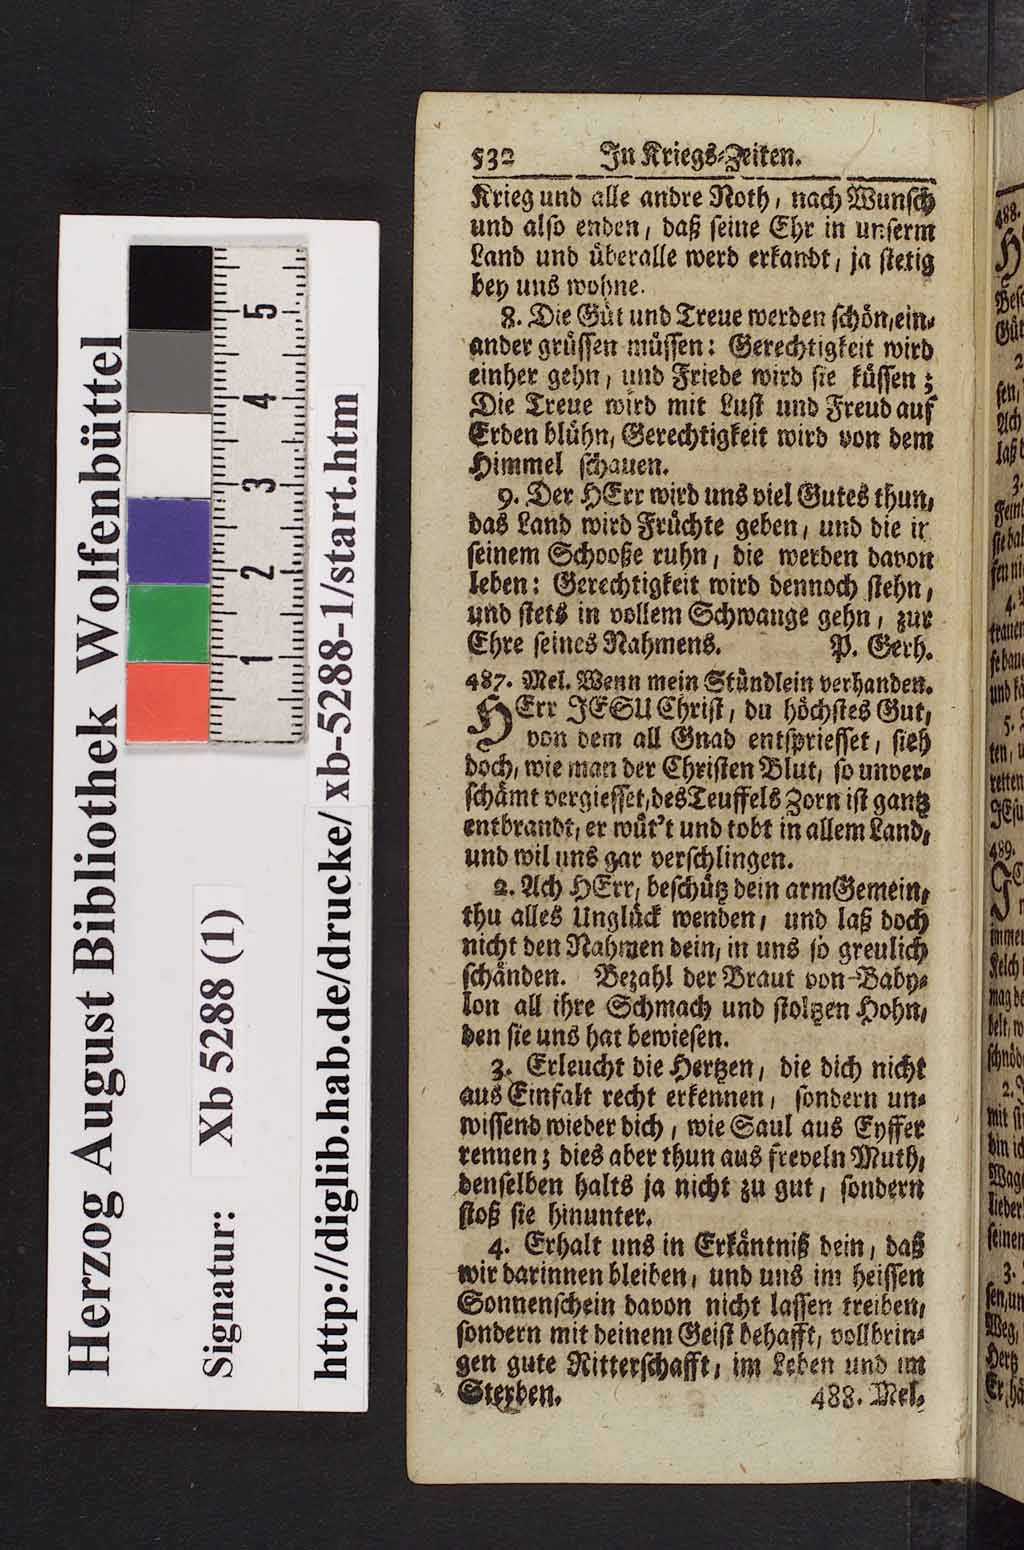 Herzog August Bibliothek Wolfenbüttel
Signatur: Xb 5288 (1)
http://diglib.hab.de/drucke/xb-5288-1/start.htm
1 2 3 4 5
532 In Kriegs-Zeiten.
Krieg und alle andre Noth, nach Wunsch
und also enden, daß seine Ehr in unserm
Land und überalle werd erkandt, ja stetig
bey uns wohne.
8. Die Güt und Treue werden schön, ein-
ander grüssen müssen: Gerechtigkeit wird
einher gehn, und Friede wird sie küssen;
Die Treue wird mit Lust und Freud auf
Erden blühn, Gerechtigkeit wird von dem
Himmel schauen.
9. Der HErr wird uns viel Gutes thun,
das Land wird Früchte geben, und die in
seinem Schooße ruhn, die werden davon
leben: Gerechtigkeit wird dennoch stehn,
und stets in vollem Schwange gehn, zur
Ehre seines Nahmens. P. Gerh.
487. Mel. Wenn mein Stündlein verhanden.
HErr JESU Christ, du höchstes Gut,
von dem all Gnad entspriesset, sieh
doch, wie man der Christen Blut, so unver-
schämt vergiesset, des Teuffels Zorn ist gantz
entbrandt, er wüt't und tobt in allem Land,
und wil uns gar verschlingen.
2. Ach HErr, beschütz dein arm Gemein,
thu alles Unglück wenden, und laß doch
nicht den Nahmen dein, in uns so greulich
schänden. Bezahl der Braut von Baby-
lon all ihre Schmach und stoltzen Hohn,
den sie uns hat bewiesen.
3. Erleucht die Hertzen, die dich nicht
aus Einfalt recht erkennen, sondern un-
wissend wieder dich, wie Saul aus Eyffer
rennen; dies aber thun aus freveln Muth,
denselben halts ja nicht zu gut, sondern
stoß sie hinunter.
4. Erhalt uns in Erkäntniß dein, daß
wir darinnen bleiben, und uns im heissen
Sonnenschein davon nicht lassen treiben,
sondern mit deinem Geist behafft, vollbrin-
gen gute Ritterschafft, im Leben und im
Sterben. 488. Mel.
488.
489.